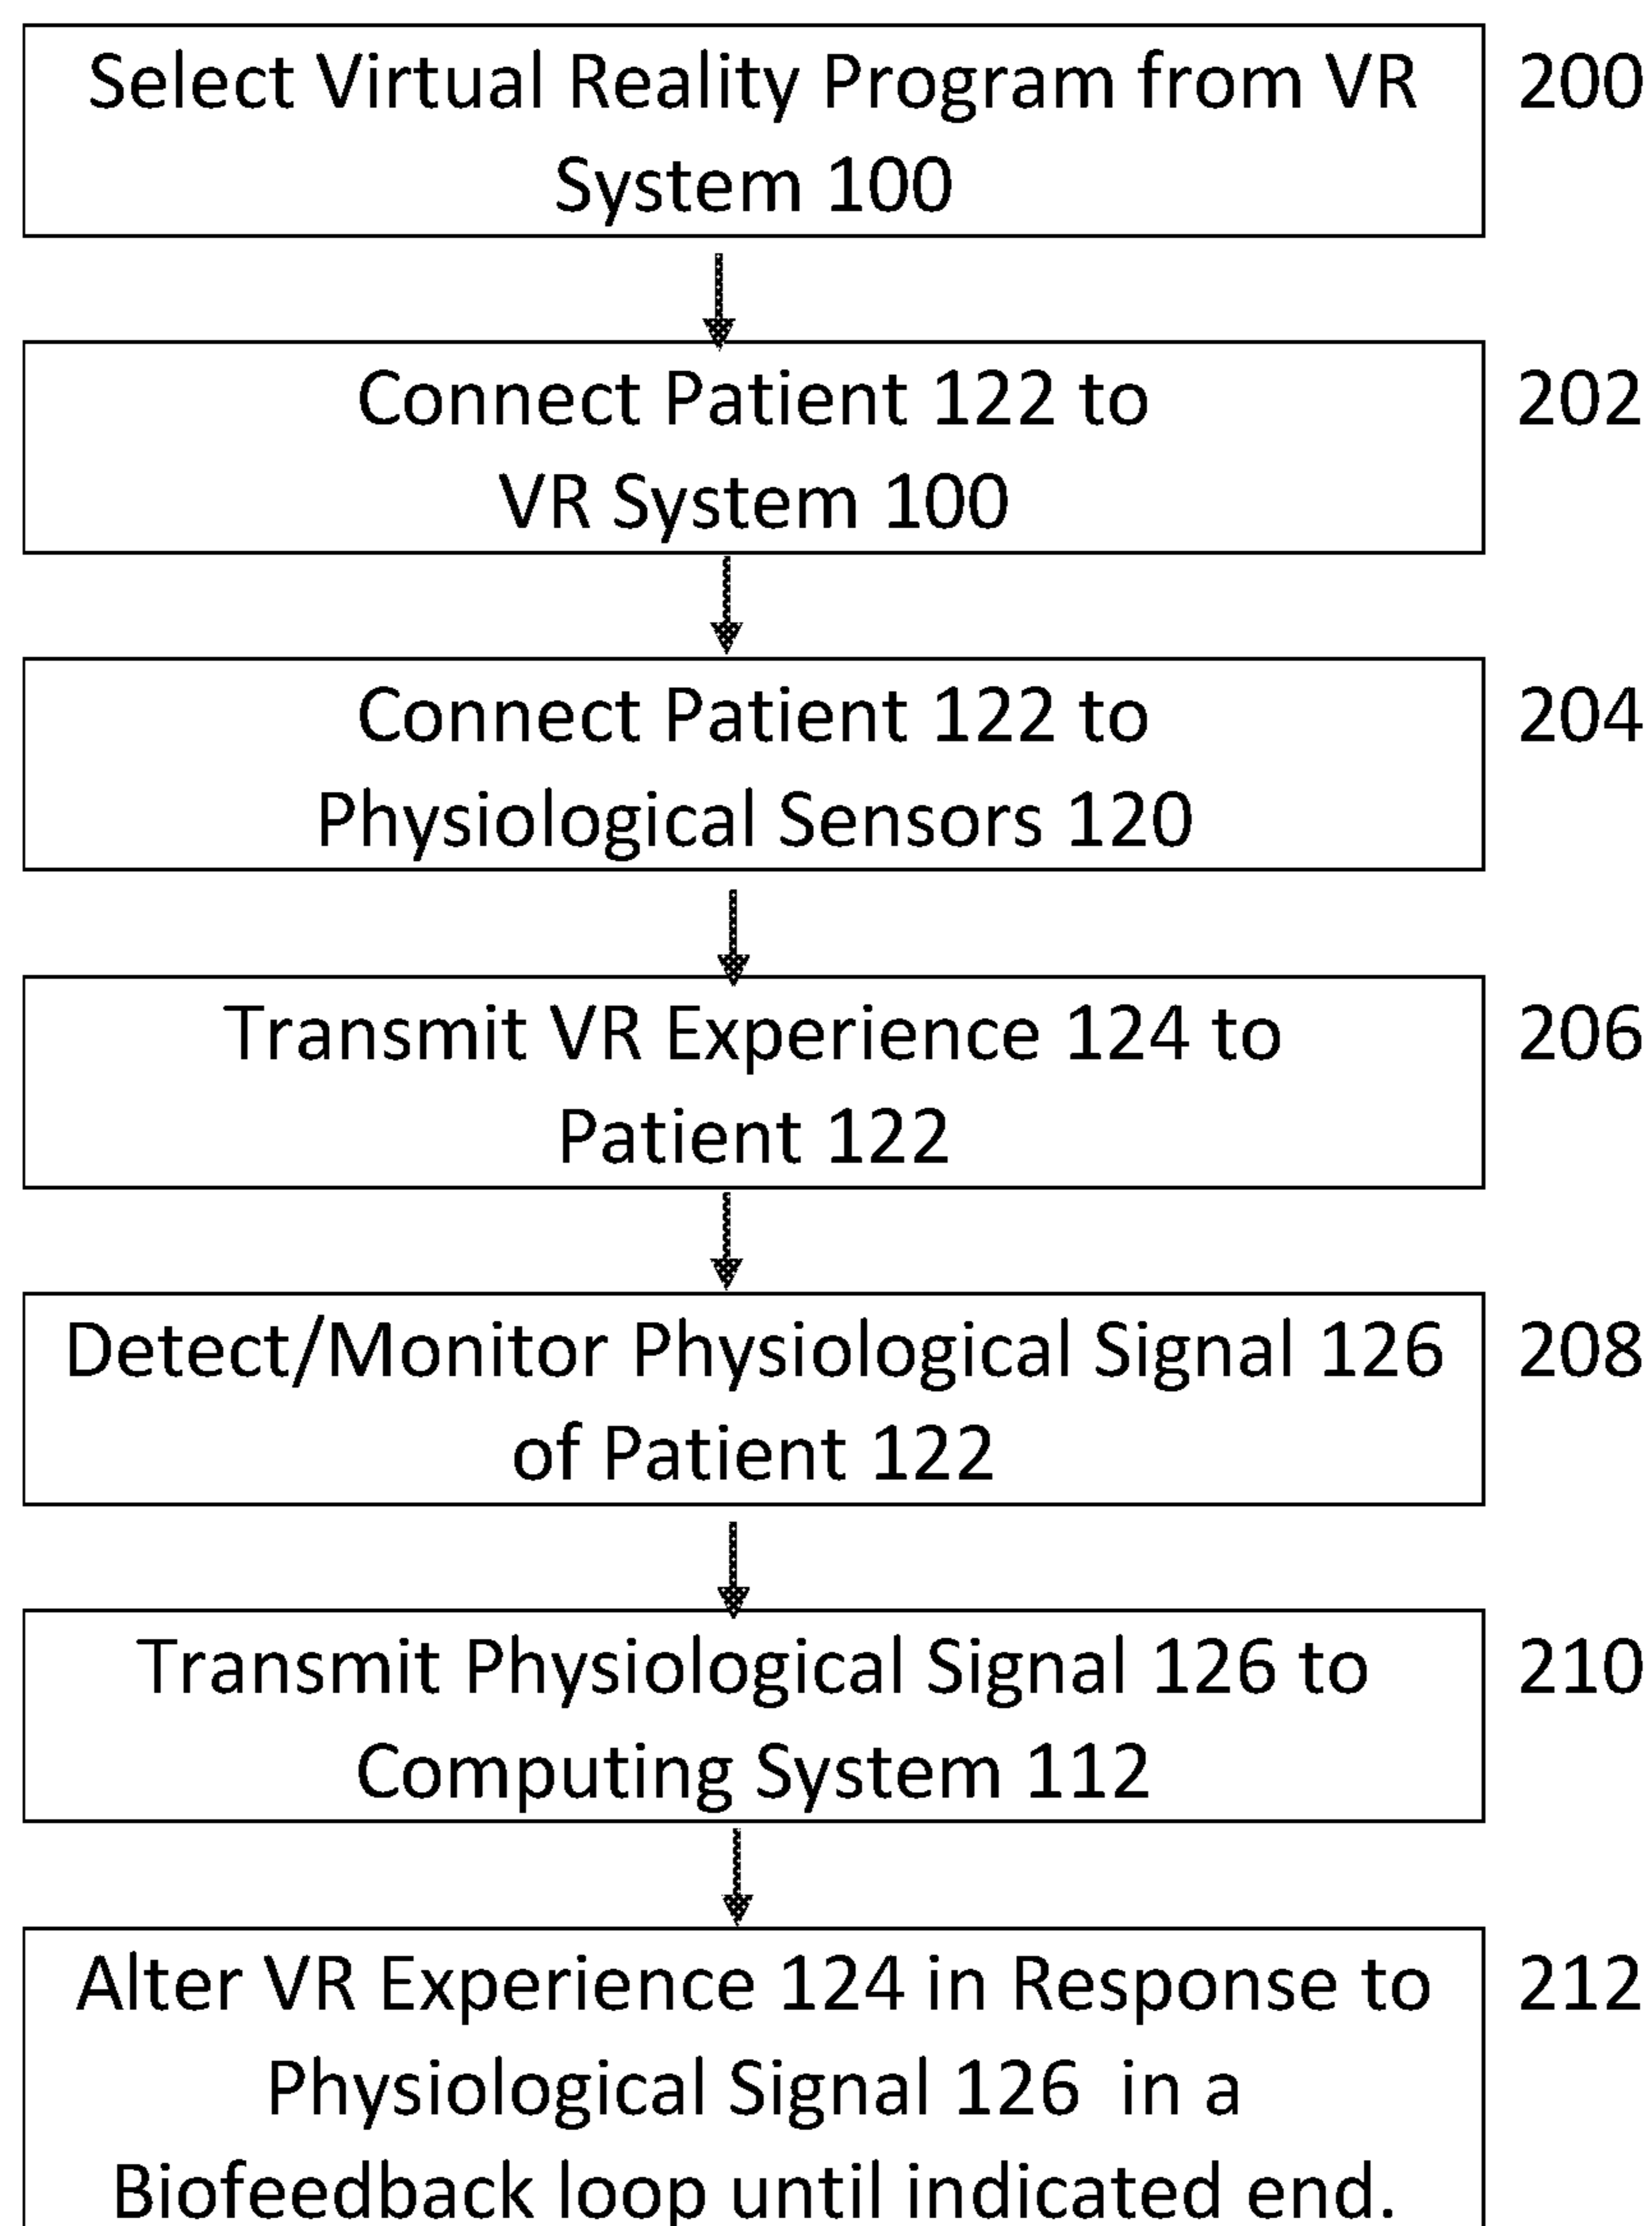 Select Virtual Reality Program from VR 200
System 100
Connect Patient 122 to 202
VR System 100
Connect Patient 122 to 204
Physiological Sensors 120
Transmit VR Experience 124 to 206
Patient 122
Detect/Monitor Physiological Signal 126 208
of Patient 122
Transmit Physiological Signal 126 to 210
Computing System 112
Alter VR Experience 124 in Response to 212
Physiological Signal 126 in a
Biofeedback loop until indicated end.